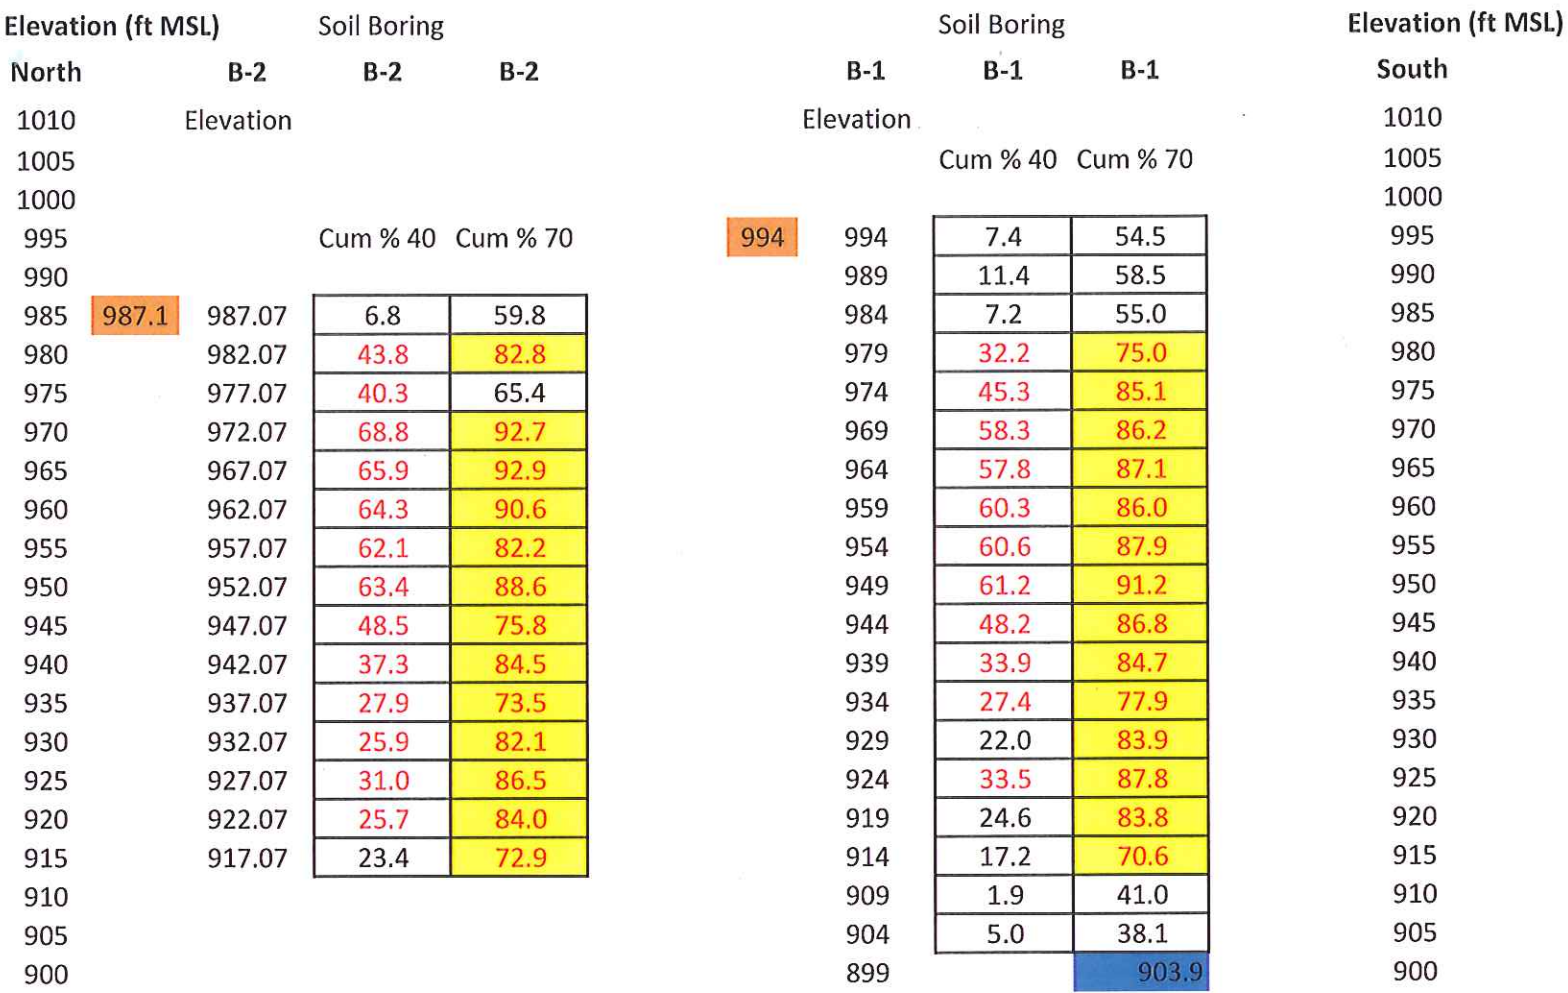 Elevation (ft MSL) Soil Boring Soil Boring Elevation (ft MSL)
North B-2 B-2 B-2 B-1 B-1 B-1 South
1010 Elevation Elevation 1010
1005 Cum % 40 Cum % 70 1005
1000 1000
995 Cum % 40 Cum % 70 994 994 7.4 54.5 995
990 989 11.4 58.5 990
985 987.1 987.07 6.8 59.8 984 7.2 55.0 985
980 982.07 43.8 82.8 979 32.2 75.0 980
975 977.07 40.3 65.4 974 45.3 85.1 975
970 972.07 68.8 92.7 969 58.3 86.2 970
965 967.07 65.9 92.9 964 57.8 87.1 965
960 962.07 64.3 90.6 959 60.3 86.0 960
955 957.07 62.1 82.2 954 60.6 87.9 955
950 952.07 63.4 88.6 949 61.2 91.2 950
945 947.07 48.5 75.8 944 48.2 86.8 945
940 942.07 37.3 84.5 939 33.9 84.7 940
935 937.07 27.9 73.5 934 27.4 77.9 935
930 932.07 25.9 82.1 929 22.0 83.9 930
925 927.07 31.0 86.5 924 33.5 87.8 925
920 922.07 25.7 84.0 919 24.6 83.8 920
915 917.07 23.4 72.9 914 17.2 70.6 915
910 909 1.9 41.0 910
905 904 5.0 38.1 905
900 899 903.9 900